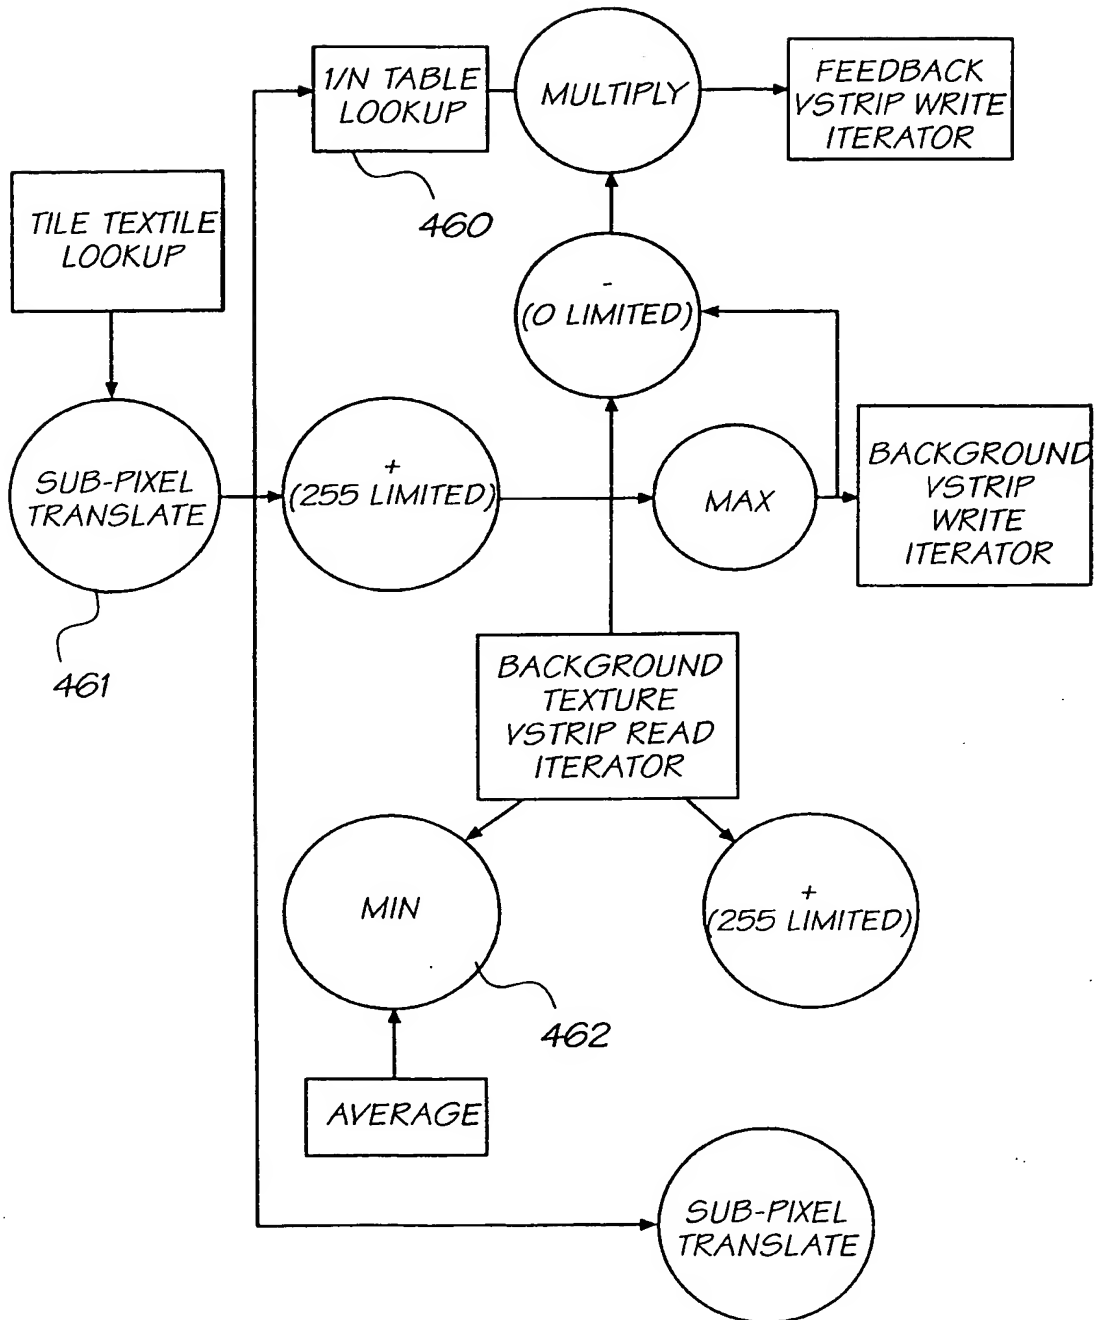 1/N TABLE
LOOKUP
MULTIPLY
FEEDBACK
VSTRIP WRITE
ITERATOR
460
TILE TEXTILE
LOOKUP
-
(0 LIMITED)
SUB-PIXEL
TRANSLATE
461
+
(255 LIMITED)
MAX
BACKGROUND
VSTRIP
WRITE
ITERATOR
BACKGROUND
TEXTURE
VSTRIP READ
ITERATOR
MIN
462
+
(255 LIMITED)
AVERAGE
SUB-PIXEL
TRANSLATE